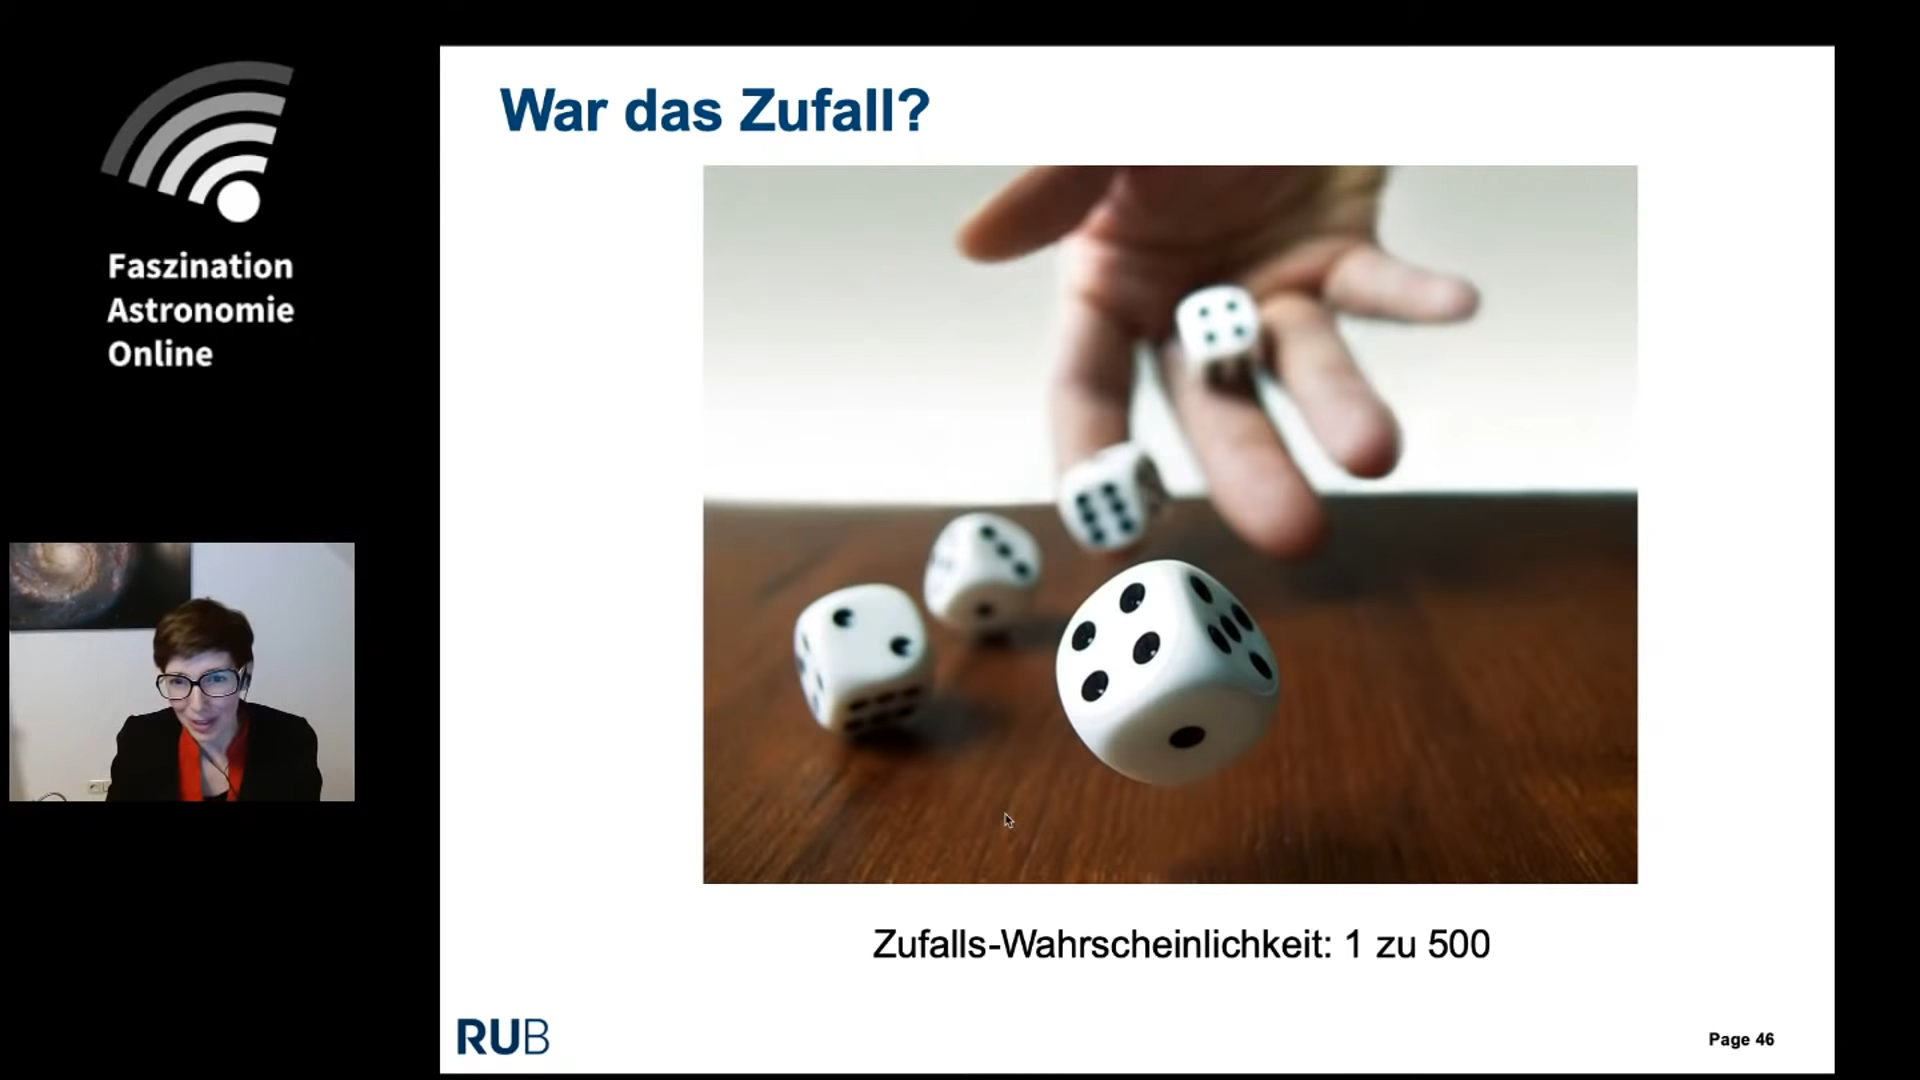 Faszination
Astronomie
Online
War das Zufall?
Zufalls-Wahrscheinlichkeit: 1 zu 500
RUB
Page 46